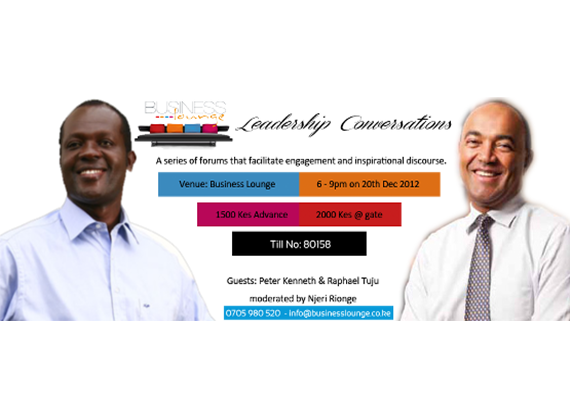 BUSINESS
lounge
Leadership Conversations
A series of forums that facilitate engagement and inspirational discourse.
Venue: Business Lounge
6 - 9pm on 20th Dec 2012
1500 Kes Advance
2000 Kes @ gate
Till No: 80158
Guests: Peter Kenneth & Raphael Tuju
moderated by Njeri Rionge
0705 980 520 - info@businesslounge.co.ke